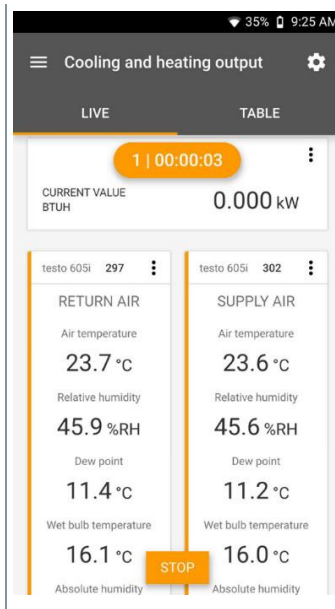 35% 9:25 AM
Cooling and heating output
LIVE TABLE
1 | 00:00:03
CURRENT VALUE
BTUH
0.000 kW
testo 605i 297
RETURN AIR
Air temperature
23.7 °C
Relative humidity
45.9 %RH
Dew point
11.4 °C
Wet bulb temperature
16.1 °C
Absolute humidity
testo 605i 302
SUPPLY AIR
Air temperature
23.6 °C
Relative humidity
45.6 %RH
Dew point
11.2 °C
Wet bulb temperature
16.0 °C
Absolute humidity
STOP